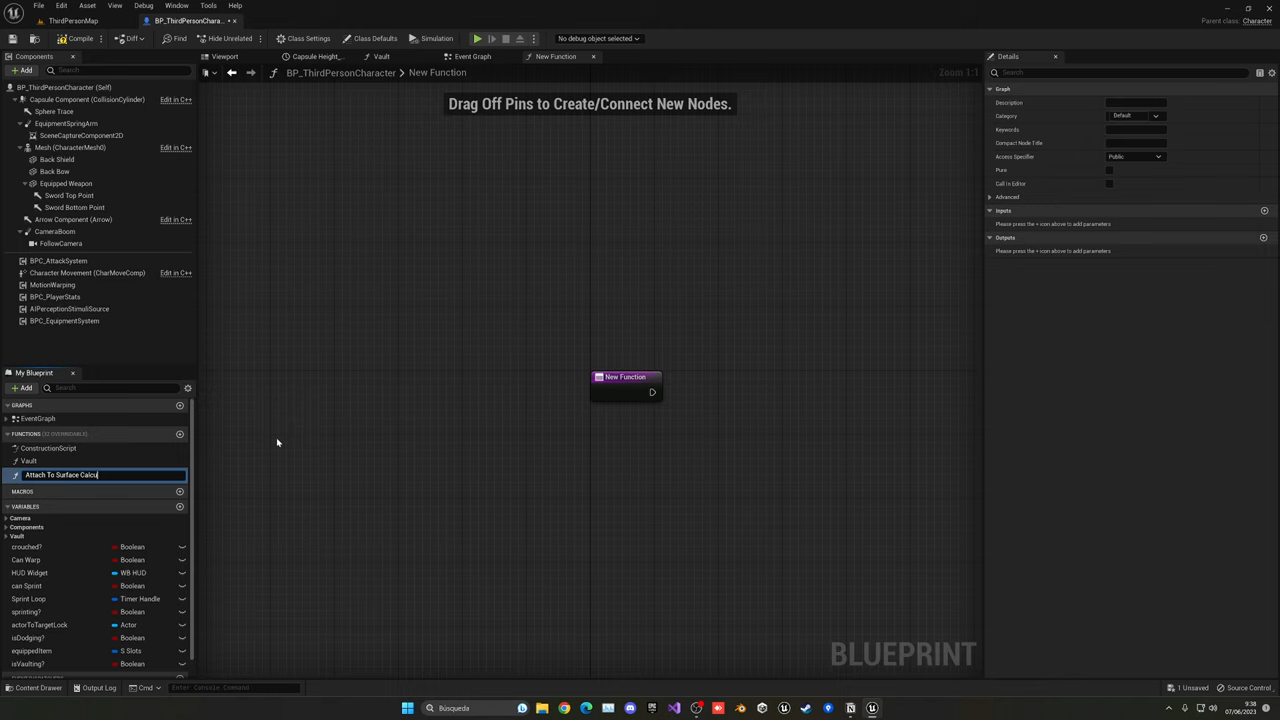 File Edit Asset View Debug Window Tools Help
ThirdPersonMap
BP_ThirdPersonChara...
Parent class: Character
Compile
Diff
Find
Hide Unrelated
Class Settings
Class Defaults
Simulation
No debug object selected
Components
Add
Search
BP_ThirdPersonCharacter (Self)
Capsule Component (CollisionCylinder) Edit in C++
Sphere Trace
EquipmentSpringArm
SceneCaptureComponent2D
Mesh (CharacterMesh0) Edit in C++
Back Shield
Back Bow
Equipped Weapon
Sword Top Point
Sword Bottom Point
Arrow Component (Arrow) Edit in C++
CameraBoom
FollowCamera
BPC_AttackSystem
Character Movement (CharMoveComp) Edit in C++
MotionWarping
BPC_PlayerStats
AIPerceptionStimuliSource
BPC_EquipmentSystem
My Blueprint
Add
Search
GRAPHS
EventGraph
FUNCTIONS (32 OVERRIDABLE)
ConstructionScript
Vault
Attach To Surface Calcu
MACROS
VARIABLES
Camera
Components
Vault
crouched? Boolean
Can Warp Boolean
HUD Widget WB HUD
can Sprint Boolean
Sprint Loop Timer Handle
sprinting? Boolean
actorToTargetLock Actor
isDodging? Boolean
equippedItem S Slots
isVaulting? Boolean
Viewport
Capsule Height_...
Vault
Event Graph
New Function
BP_ThirdPersonCharacter > New Function
Zoom 1:1
Drag Off Pins to Create/Connect New Nodes.
New Function
BLUEPRINT
Details
Search
Graph
Description
Category Default
Keywords
Compact Node Title
Access Specifier Public
Pure
Call In Editor
Advanced
Inputs
Please press the + icon above to add parameters
Outputs
Please press the + icon above to add parameters
Content Drawer
Output Log
Cmd
Enter Console Command
1 Unsaved
Source Control
Búsqueda
9:38
07/06/2023